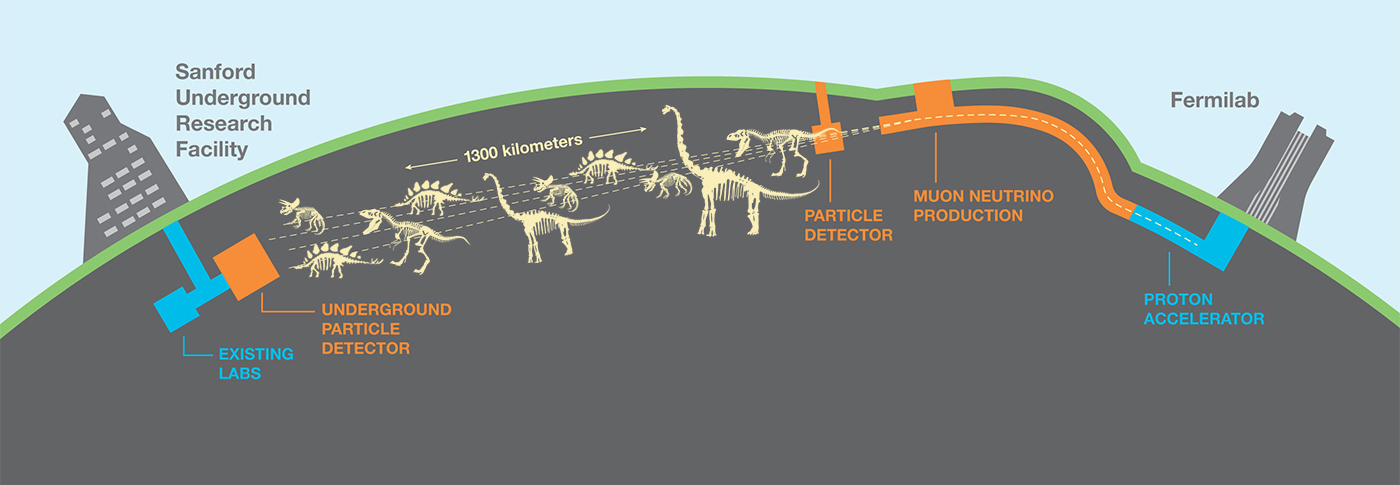 Sanford
Underground
Research
Facility
Fermilab
1300 kilometers
PARTICLE
DETECTOR
MUON NEUTRINO
PRODUCTION
PROTON
ACCELERATOR
UNDERGROUND
PARTICLE
DETECTOR
EXISTING
LABS